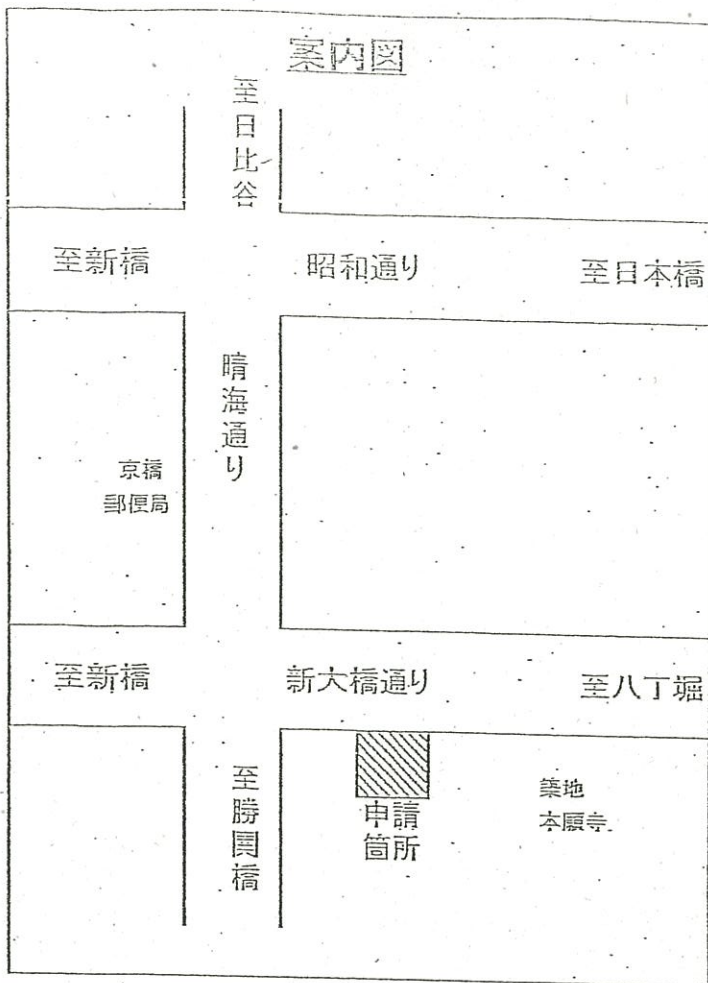 案内図
至日比谷
至新橋
昭和通り
至日本橋
晴海通り
京橋
郵便局
至新橋
新大橋通り
至八丁堀
至勝関橋
申請
箇所
築地
本願寺